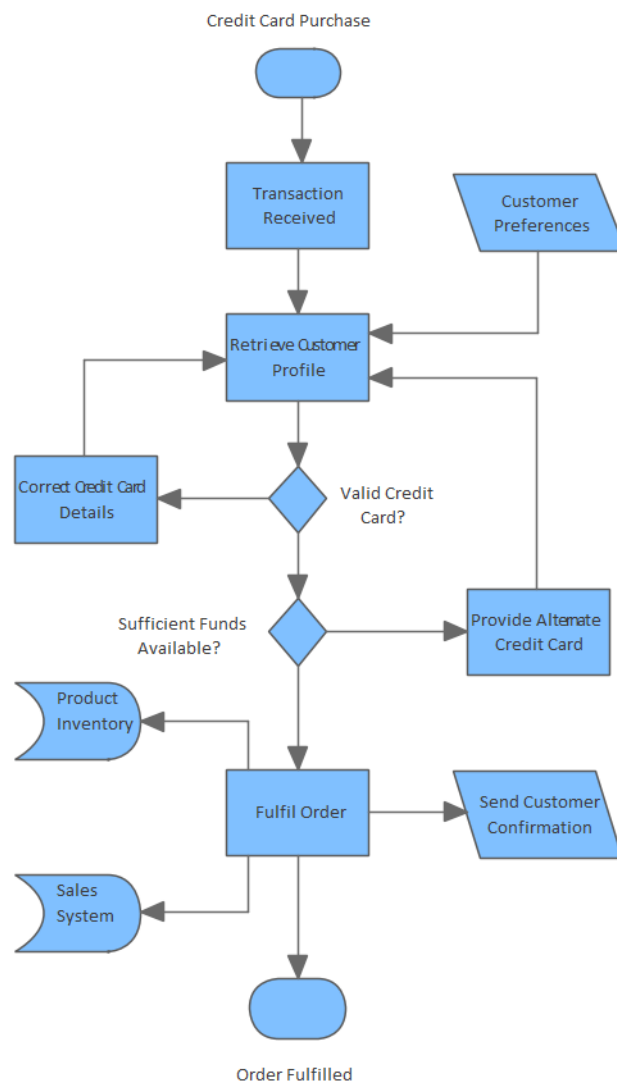 Credit Card Purchase
Transaction
Received
Customer
Preferences
Retrieve Customer
Profile
Correct Credit Card
Details
Valid Credit
Card?
Sufficient Funds
Available?
Provide Alternate
Credit Card
Product
Inventory
Fulfil Order
Send Customer
Confirmation
Sales
System
Order Fulfilled